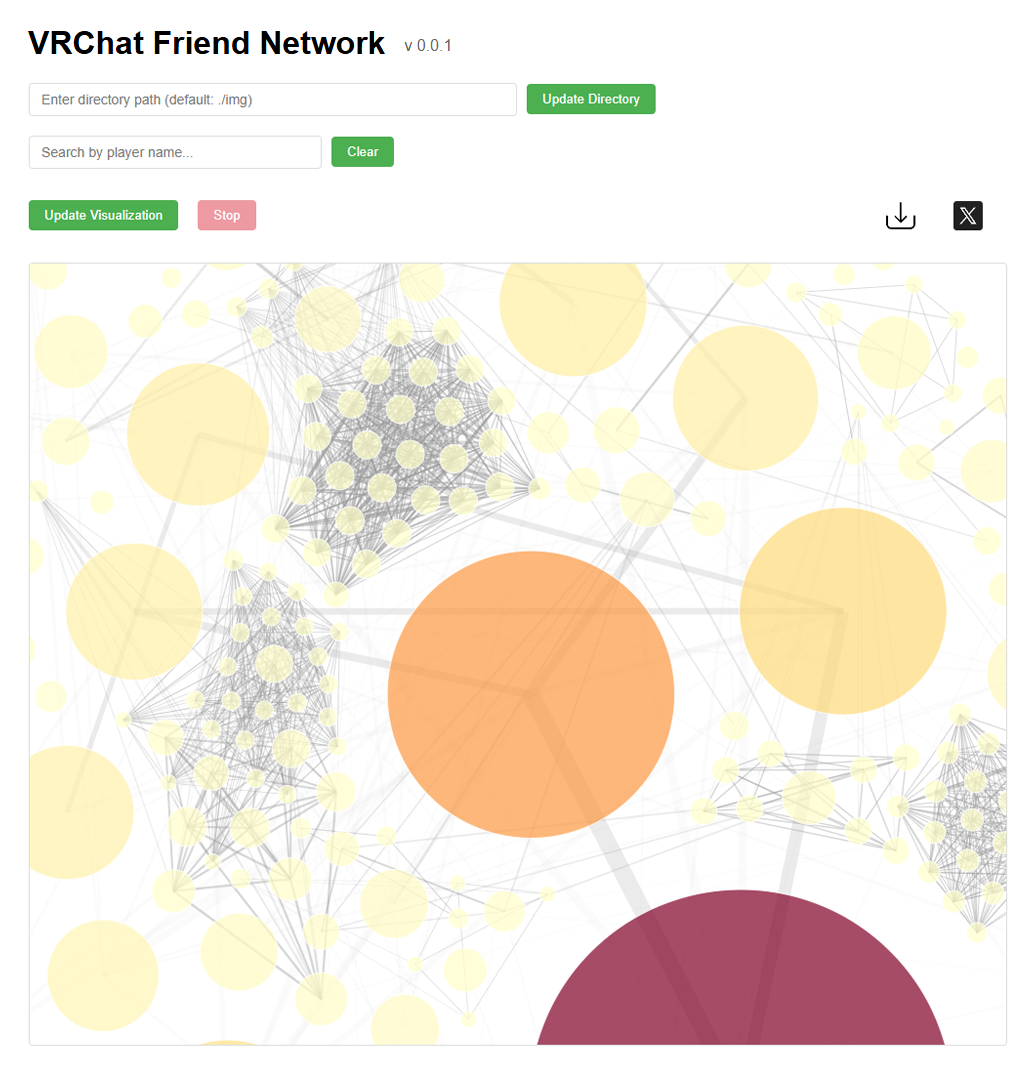 VRChat Friend Network v 0.0.1
Enter directory path (default: ./img) Update Directory
Search by player name... Clear
Update Visualization Stop